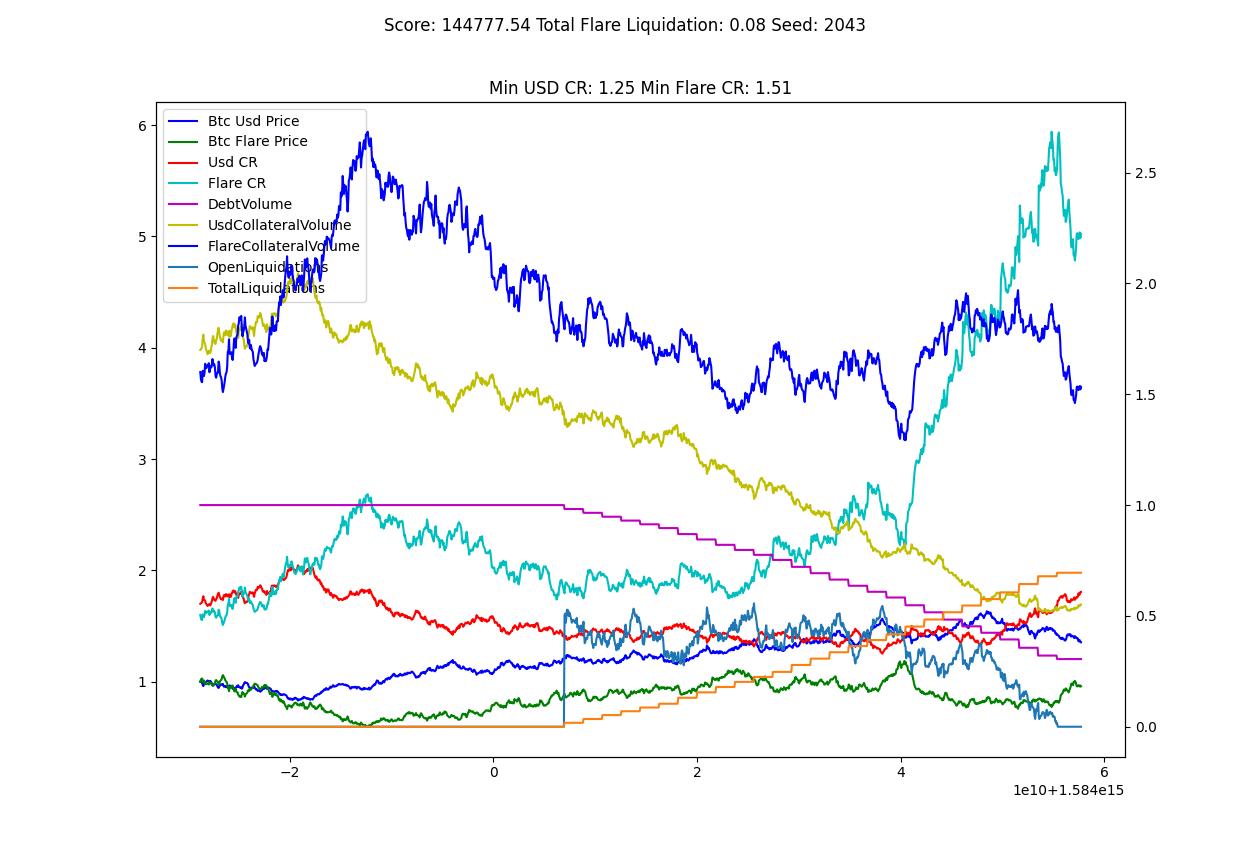 Score: 144777.54 Total Flare Liquidation: 0.08 Seed: 2043
Min USD CR: 1.25 Min Flare CR: 1.51
Btc Usd Price
Btc Flare Price
Usd CR
Flare CR
DebtVolume
UsdCollateralVolume
FlareCollateralVolume
OpenLiquidations
TotalLiquidations
6
5
4
3
2
1
2.5
2.0
1.5
1.0
0.5
0.0
−2
0
2
4
6
1e10+1.584e15